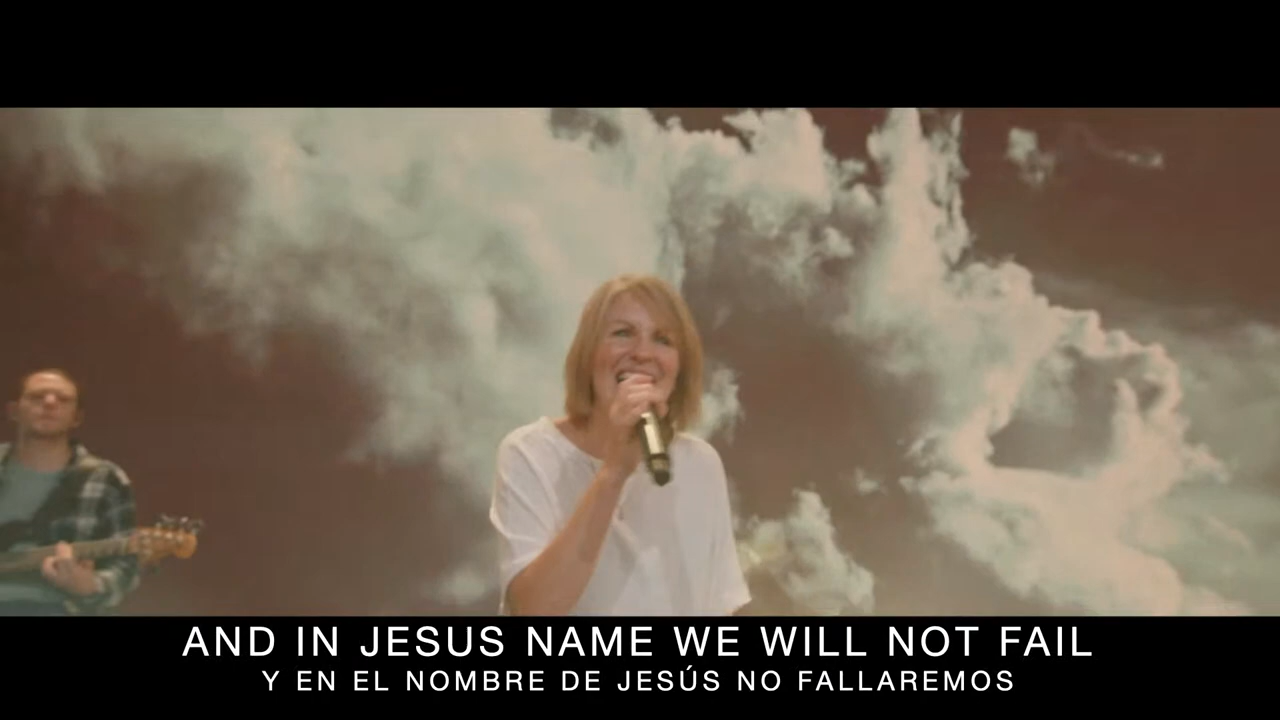 AND IN JESUS NAME WE WILL NOT FAIL
Y EN EL NOMBRE DE JESÚS NO FALLAREMOS